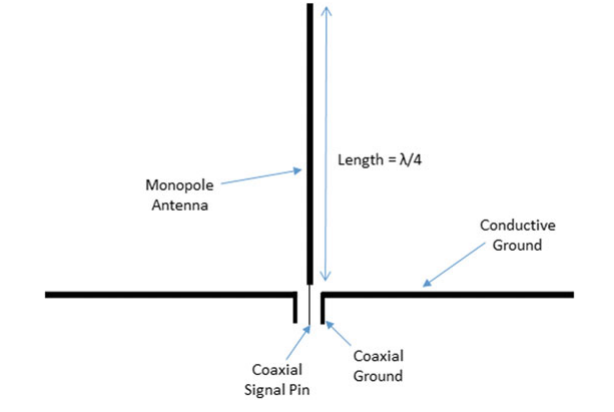 Length = λ/4
Monopole
Antenna
Conductive
Ground
Coaxial
Signal Pin
Coaxial
Ground